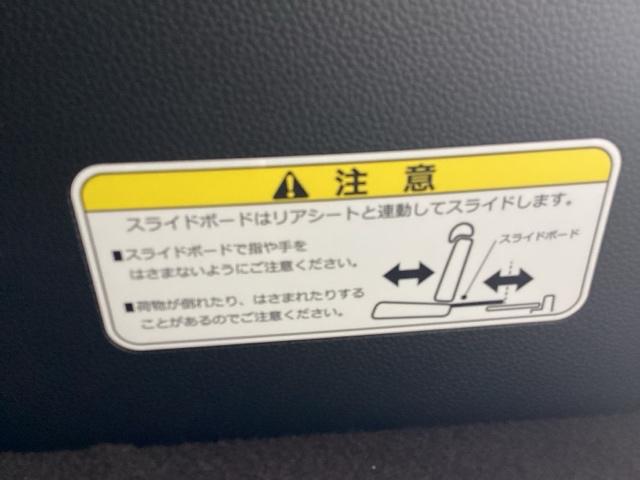 注意
スライドボードはリアシートと連動してスライドします。
■スライドボードで指や手を
はさまないようにご注意ください。
■荷物が倒れたり、はさまれたりする
ことがあるのでご注意ください。
スライドボード